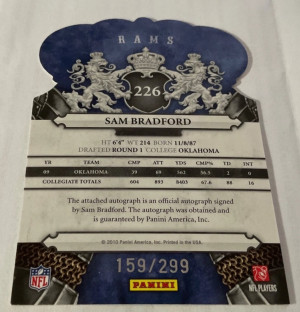 RAMS
226
SAM BRADFORD
HT 6'4" WT 214 BORN 11/8/87
DRAFTED ROUND 1 COLLEGE OKLAHOMA
YR TEAM CMP ATT YDS CMP% TD INT
09 OKLAHOMA 39 69 562 56.5 2 0
COLLEGIATE TOTALS 604 893 8403 67.6 88 16
The attached autograph is an official autograph signed
by Sam Bradford. The autograph was obtained and
is guaranteed by Panini America, Inc.
© 2010 Panini America, Inc. Printed in the USA.
159/299
NFL
PANINI
NFL PLAYERS